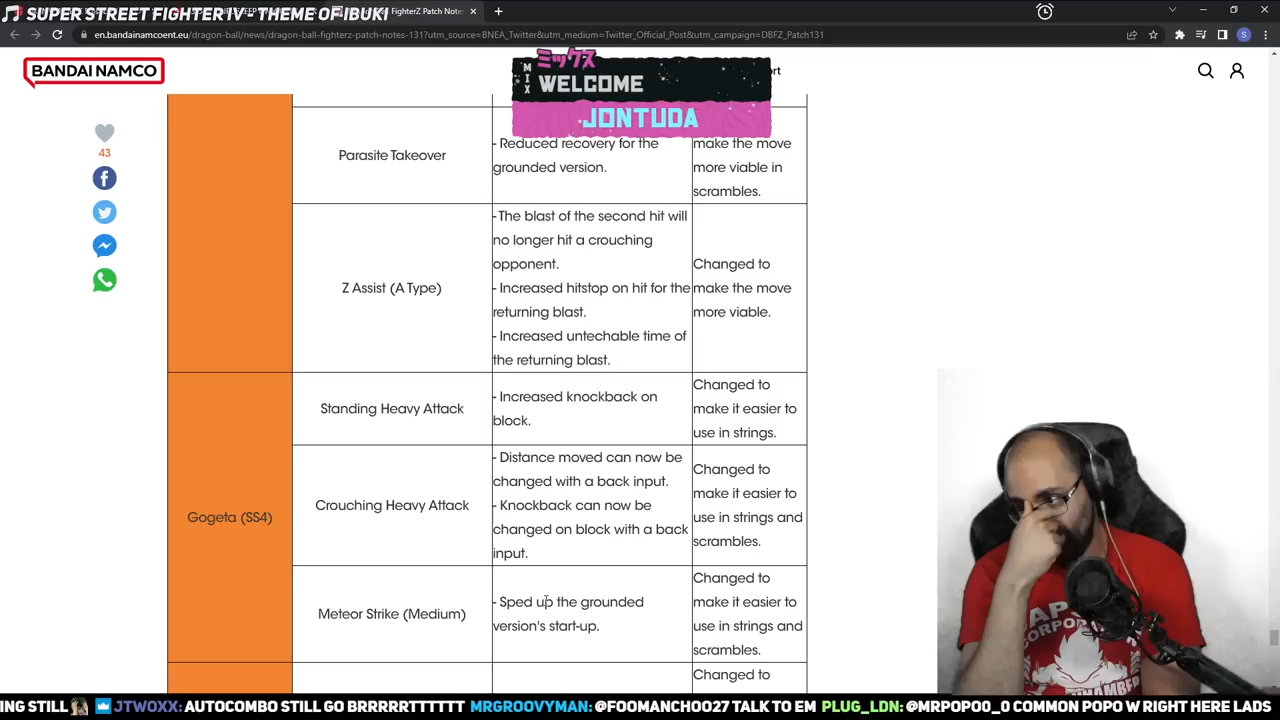 SUPER STREET FIGHTER IV - THEME OF IBUKI
FighterZ Patch Note
en.bandainamcoent.eu/dragon-ball/news/dragon-ball-fighterz-patch-notes-131?utm_source=BNEA_Twitter&utm_medium=Twitter_Official_Post&utm_campaign=DBFZ_Patch131
S
BANDAI NAMCO
ミックス
MIX
WELCOME
JONTUDA
43
Parasite Takeover
- Reduced recovery for the
grounded version.
make the move
more viable in
scrambles.
Z Assist (A Type)
- The blast of the second hit will
no longer hit a crouching
opponent.
- Increased hitstop on hit for the
returning blast.
- Increased untechable time of
the returning blast.
Changed to
make the move
more viable.
Gogeta (SS4)
Standing Heavy Attack
- Increased knockback on
block.
Changed to
make it easier to
use in strings.
Crouching Heavy Attack
- Distance moved can now be
changed with a back input.
- Knockback can now be
changed on block with a back
input.
Changed to
make it easier to
use in strings and
scrambles.
Meteor Strike (Medium)
- Sped up the grounded
version's start-up.
Changed to
make it easier to
use in strings and
scrambles.
Changed to
ING STILL JTWOXX: AUTOCOMBO STILL GO BRRRRRTTTTTT MRGROOVYMAN: @FOOMANCHOO27 TALK TO EM PLUG_LDN: @MRPOPO0_0 COMMON POPO W RIGHT HERE LADS